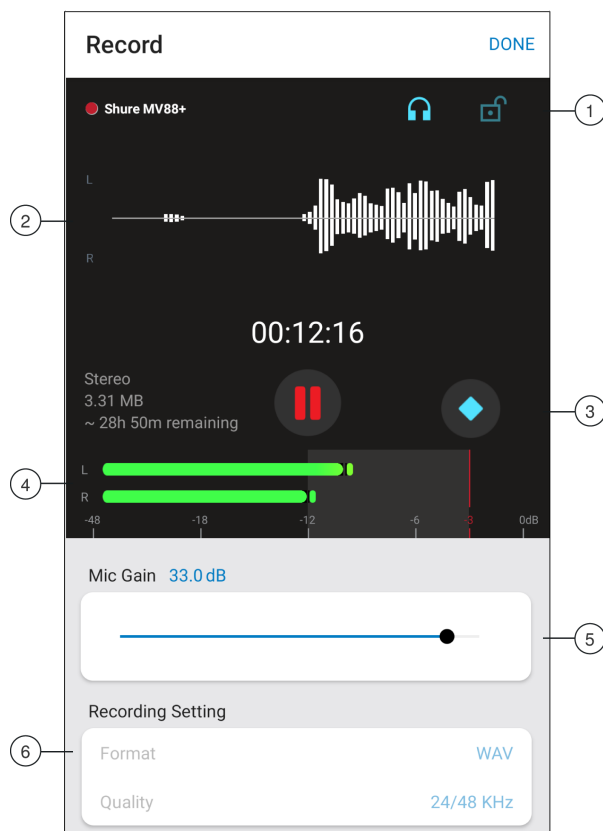 Record DONE
Shure MV88+
1
L
2
R
00:12:16
Stereo
3.31 MB
~ 28h 50m remaining
3
L
4
R
-48 -18 -12 -6 -3 0dB
Mic Gain 33.0 dB
5
Recording Setting
6
Format WAV
Quality 24/48 KHz